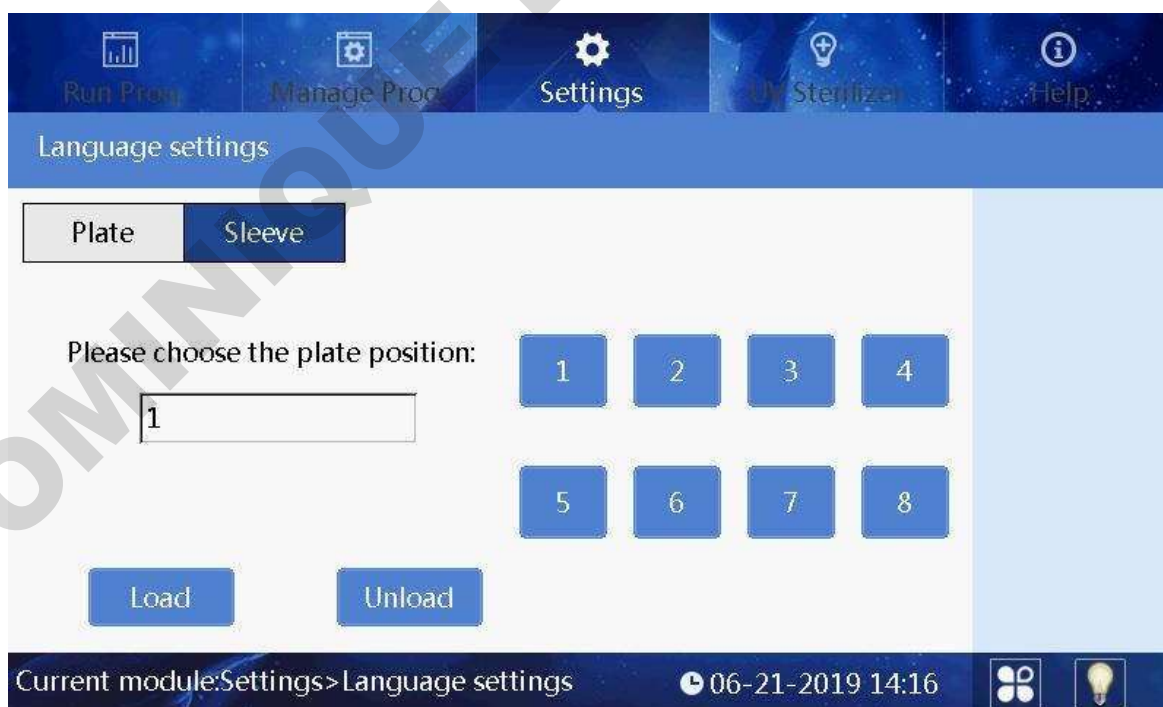 Run Prog.
Manage Prog.
Settings
UV Sterilizer
Help
Language settings
Plate
Sleeve
Please choose the plate position:
1
1 2 3 4
5 6 7 8
Load
Unload
Current module:Settings>Language settings
06-21-2019 14:16
OMINIQUE